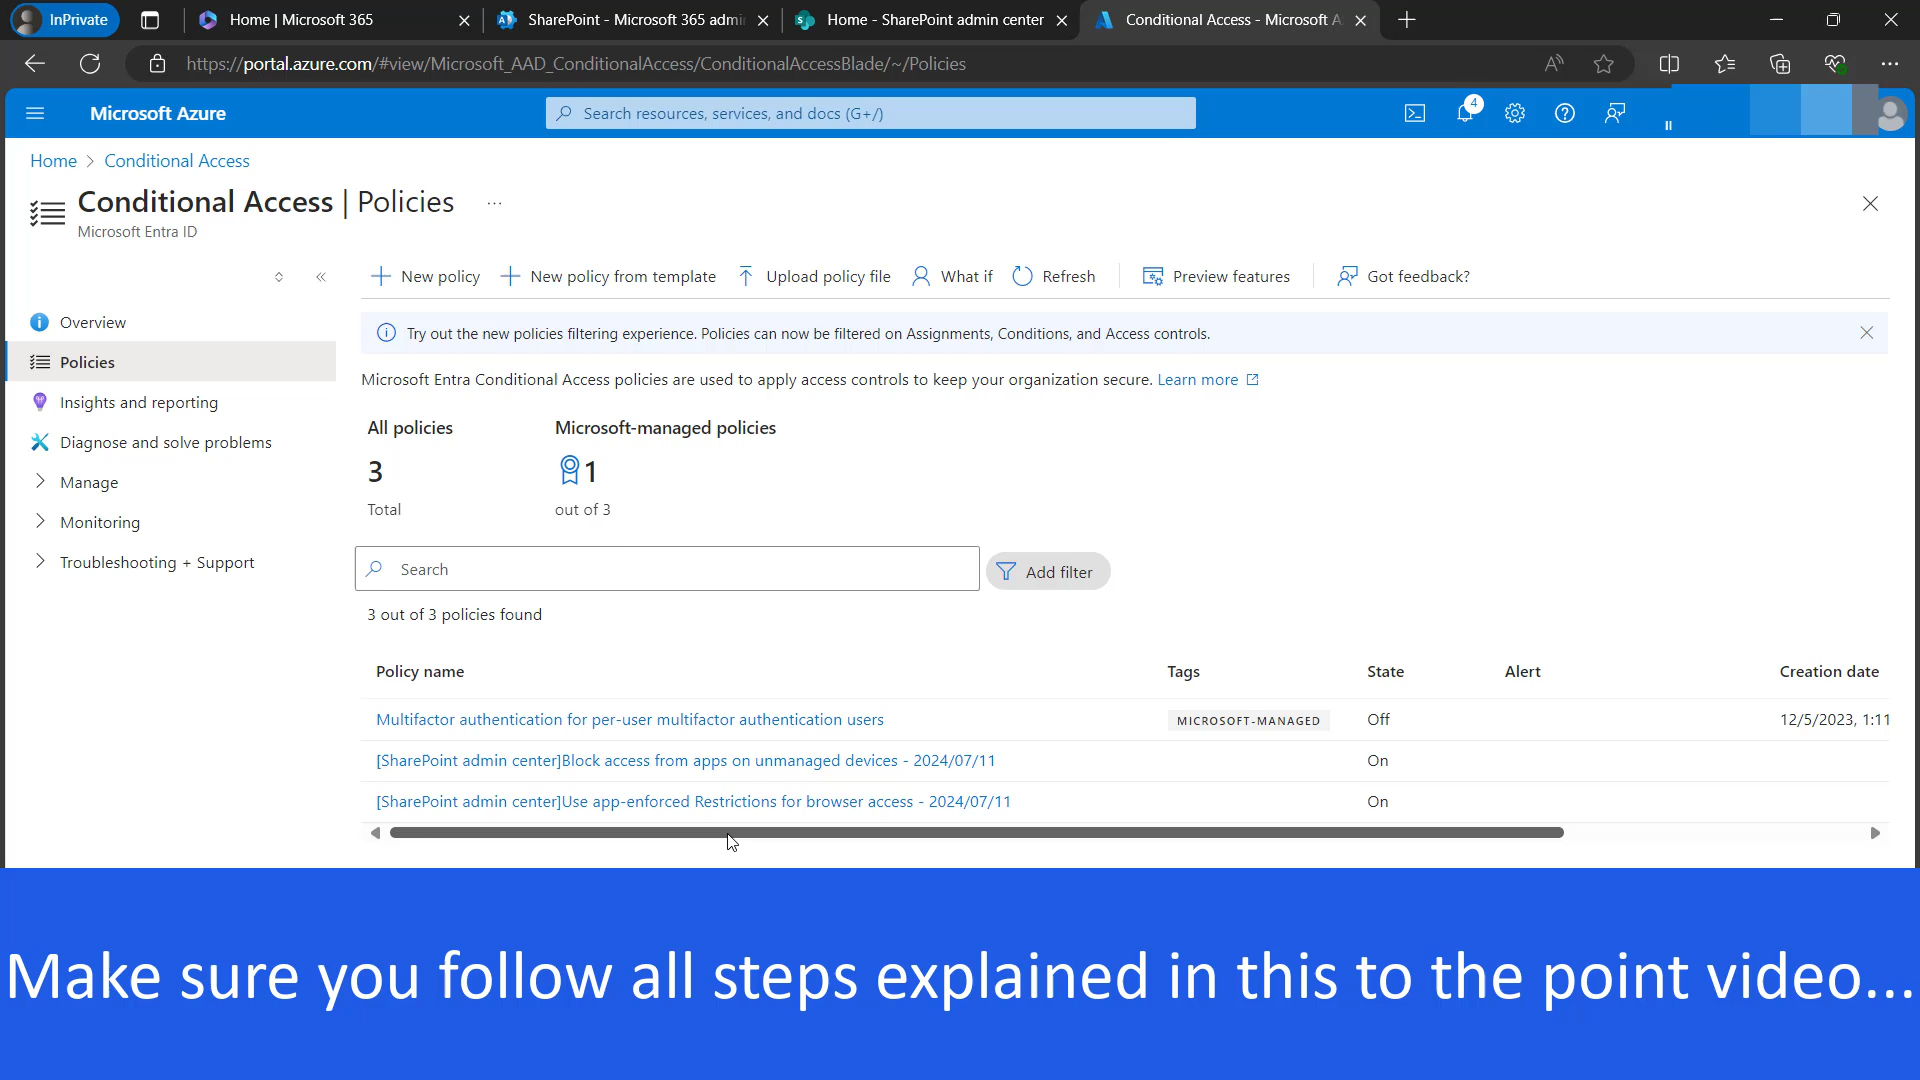 InPrivate
Home | Microsoft 365
SharePoint - Microsoft 365 admi
Home - SharePoint admin center
Conditional Access - Microsoft A
https://portal.azure.com/#view/Microsoft_AAD_ConditionalAccess/ConditionalAccessBlade/~/Policies
Microsoft Azure
Search resources, services, and docs (G+/)
4
Home > Conditional Access
Conditional Access | Policies ...
Microsoft Entra ID
New policy
New policy from template
Upload policy file
What if
Refresh
Preview features
Got feedback?
Overview
Policies
Insights and reporting
Diagnose and solve problems
Manage
Monitoring
Troubleshooting + Support
Try out the new policies filtering experience. Policies can now be filtered on Assignments, Conditions, and Access controls.
Microsoft Entra Conditional Access policies are used to apply access controls to keep your organization secure. Learn more
All policies
Microsoft-managed policies
3
1
Total
out of 3
Search
Add filter
3 out of 3 policies found
Policy name Tags State Alert Creation date
Multifactor authentication for per-user multifactor authentication users MICROSOFT-MANAGED Off 12/5/2023, 1:11
[SharePoint admin center]Block access from apps on unmanaged devices - 2024/07/11 On
[SharePoint admin center]Use app-enforced Restrictions for browser access - 2024/07/11 On
Make sure you follow all steps explained in this to the point video...